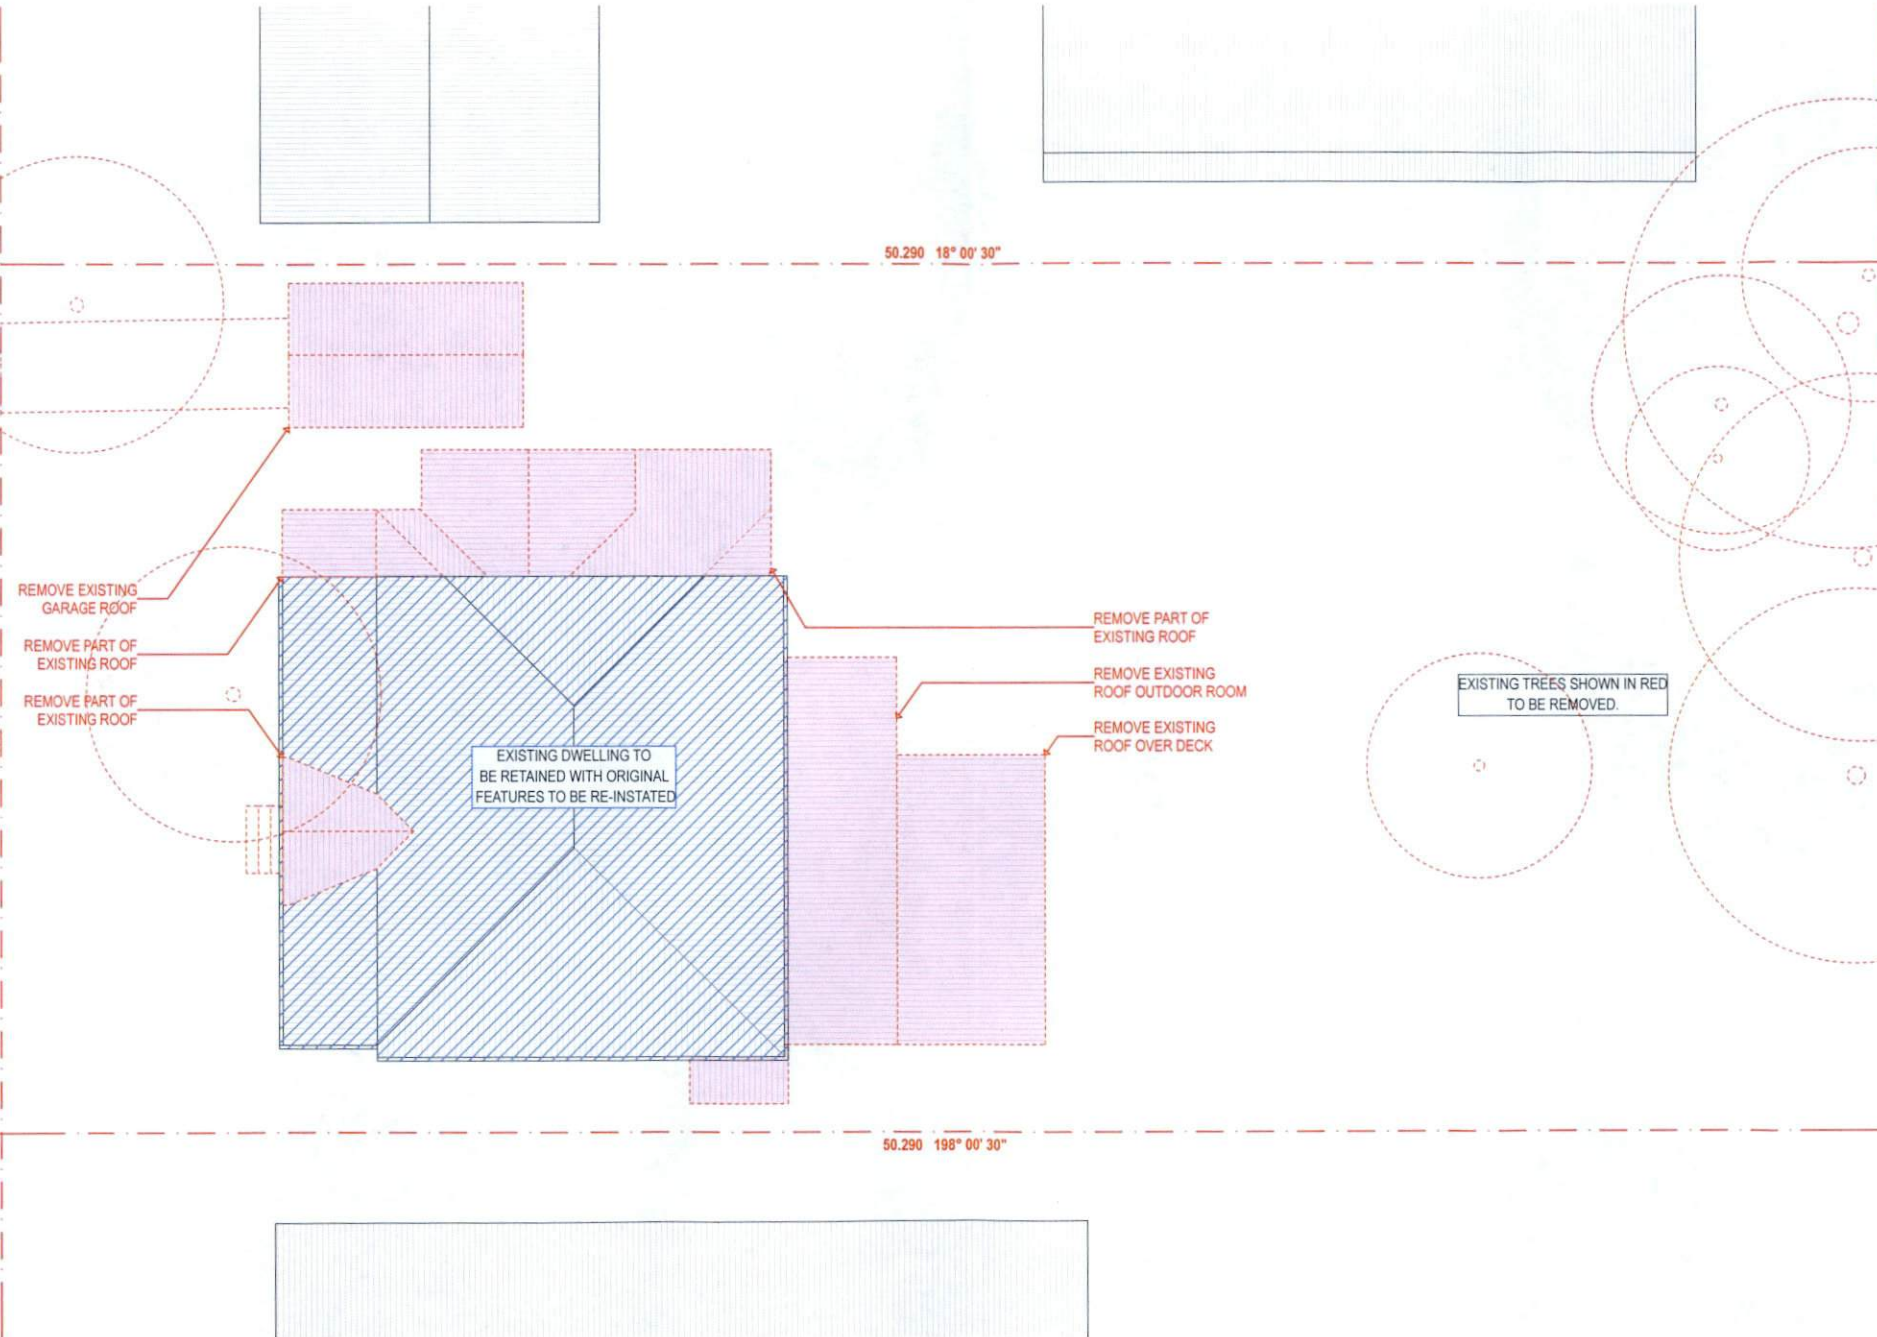 50.290 18° 00' 30"
REMOVE EXISTING
GARAGE ROOF
REMOVE PART OF
EXISTING ROOF
REMOVE PART OF
EXISTING ROOF
REMOVE PART OF
EXISTING ROOF
REMOVE EXISTING
ROOF OUTDOOR ROOM
REMOVE EXISTING
ROOF OVER DECK
EXISTING TREES SHOWN IN RED
TO BE REMOVED.
EXISTING DWELLING TO
BE RETAINED WITH ORIGINAL
FEATURES TO BE RE-INSTATED
50.290 198° 00' 30"